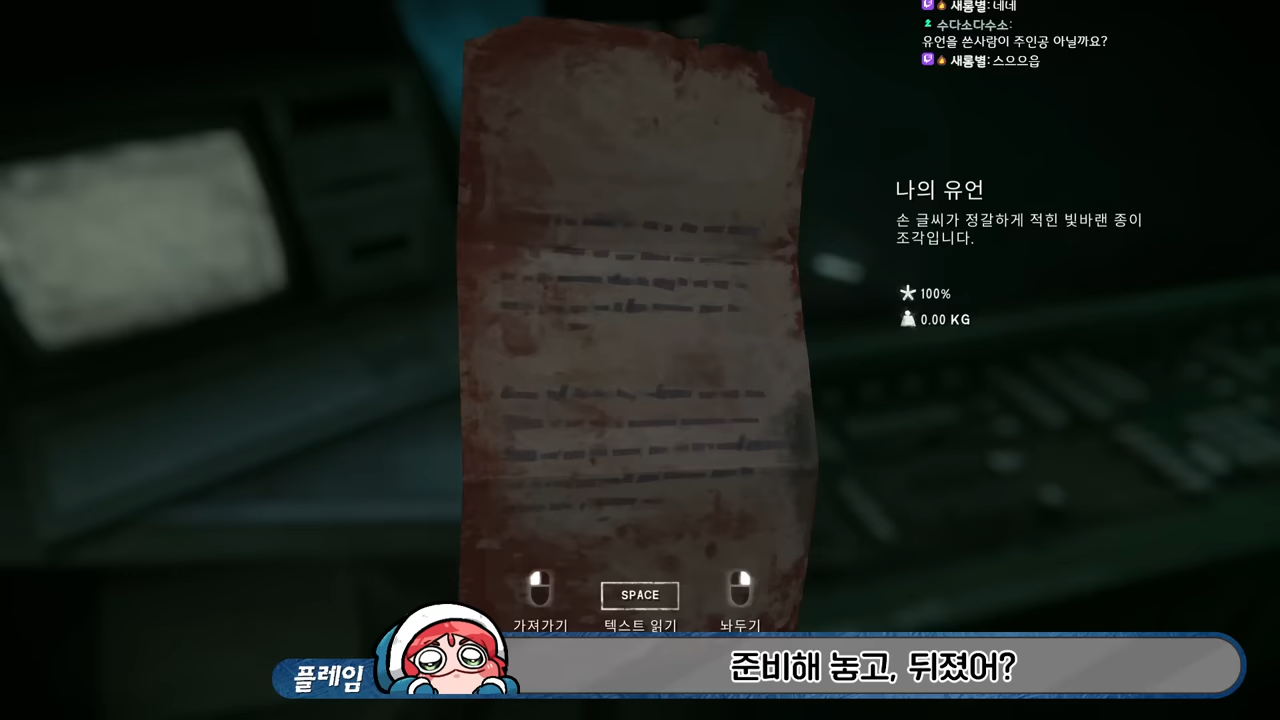 새롬별: 네네
수다소다수소:
유언을 쓴사람이 주인공 아닐까요?
새롬별: 스으으읍
나의 유언
손 글씨가 정갈하게 적힌 빛바랜 종이
조각입니다.
100%
0.00 KG
SPACE
가져가기 텍스트 읽기 놔두기
플레임
준비해 놓고, 뒤졌어?